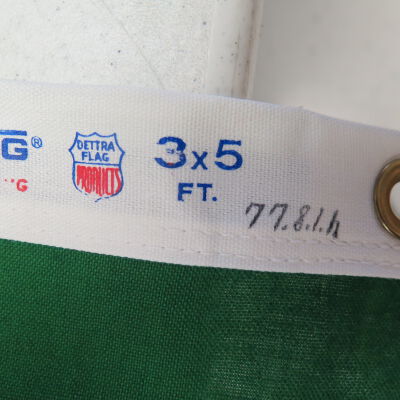 G®
DETTRA
FLAG
PRODUCTS
3x5
FT.
G
77.8.1.h